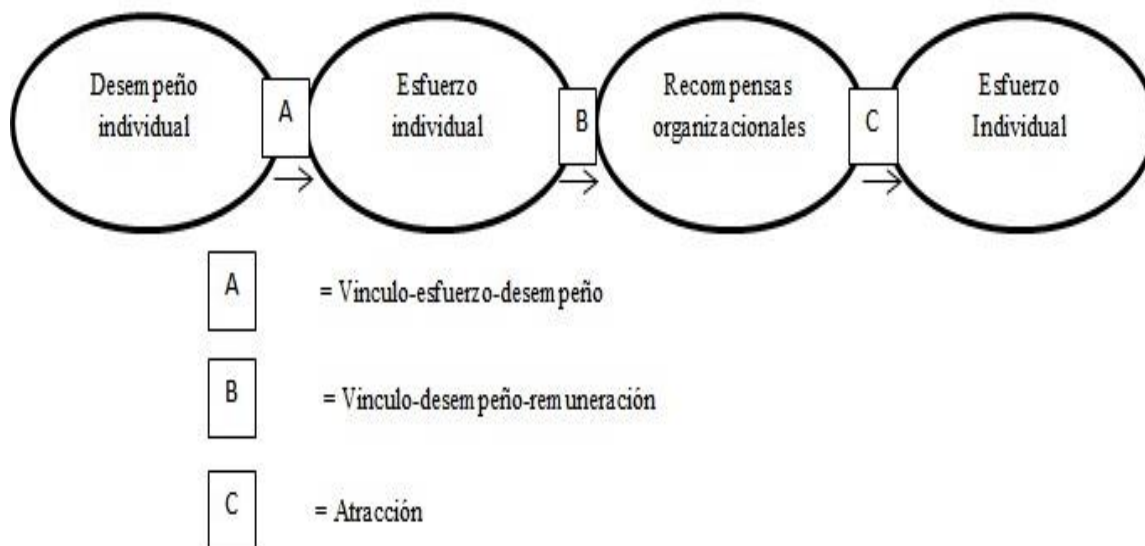 Desempeño
individual
A
Esfuerzo
individual
B
Recompensas
organizacionales
C
Esfuerzo
Individual
A = Vinculo-esfuerzo-desempeño
B = Vinculo-desempeño-remuneración
C = Atracción